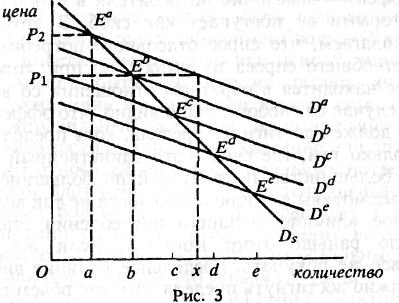 цена
E^a
P₂
E^b
P₁
E^c
D^a
D^b
E^d
D^c
E^e
D^d
D^e
D_s
O a b c x d e количество
Рис. 3